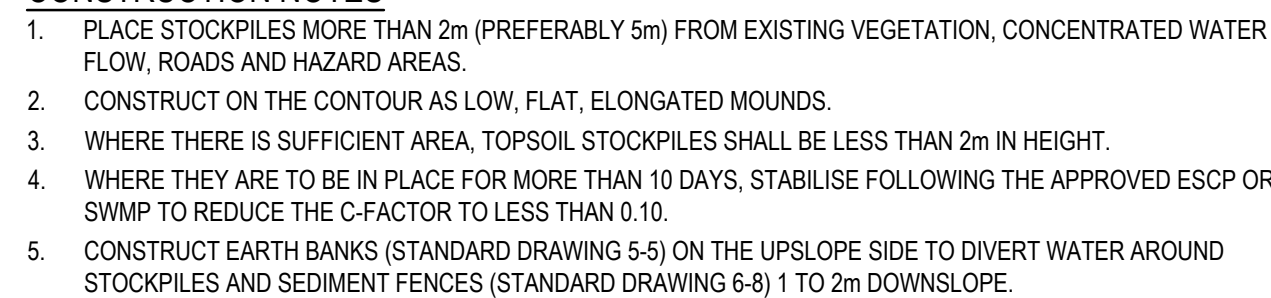 CONSTRUCTION NOTES
1. PLACE STOCKPILES MORE THAN 2m (PREFERABLY 5m) FROM EXISTING VEGETATION, CONCENTRATED WATER
FLOW, ROADS AND HAZARD AREAS.
2. CONSTRUCT ON THE CONTOUR AS LOW, FLAT, ELONGATED MOUNDS.
3. WHERE THERE IS SUFFICIENT AREA, TOPSOIL STOCKPILES SHALL BE LESS THAN 2m IN HEIGHT.
4. WHERE THEY ARE TO BE IN PLACE FOR MORE THAN 10 DAYS, STABILISE FOLLOWING THE APPROVED ESCP OR
SWMP TO REDUCE THE C-FACTOR TO LESS THAN 0.10.
5. CONSTRUCT EARTH BANKS (STANDARD DRAWING 5-5) ON THE UPSLOPE SIDE TO DIVERT WATER AROUND
STOCKPILES AND SEDIMENT FENCES (STANDARD DRAWING 6-8) 1 TO 2m DOWNSLOPE.